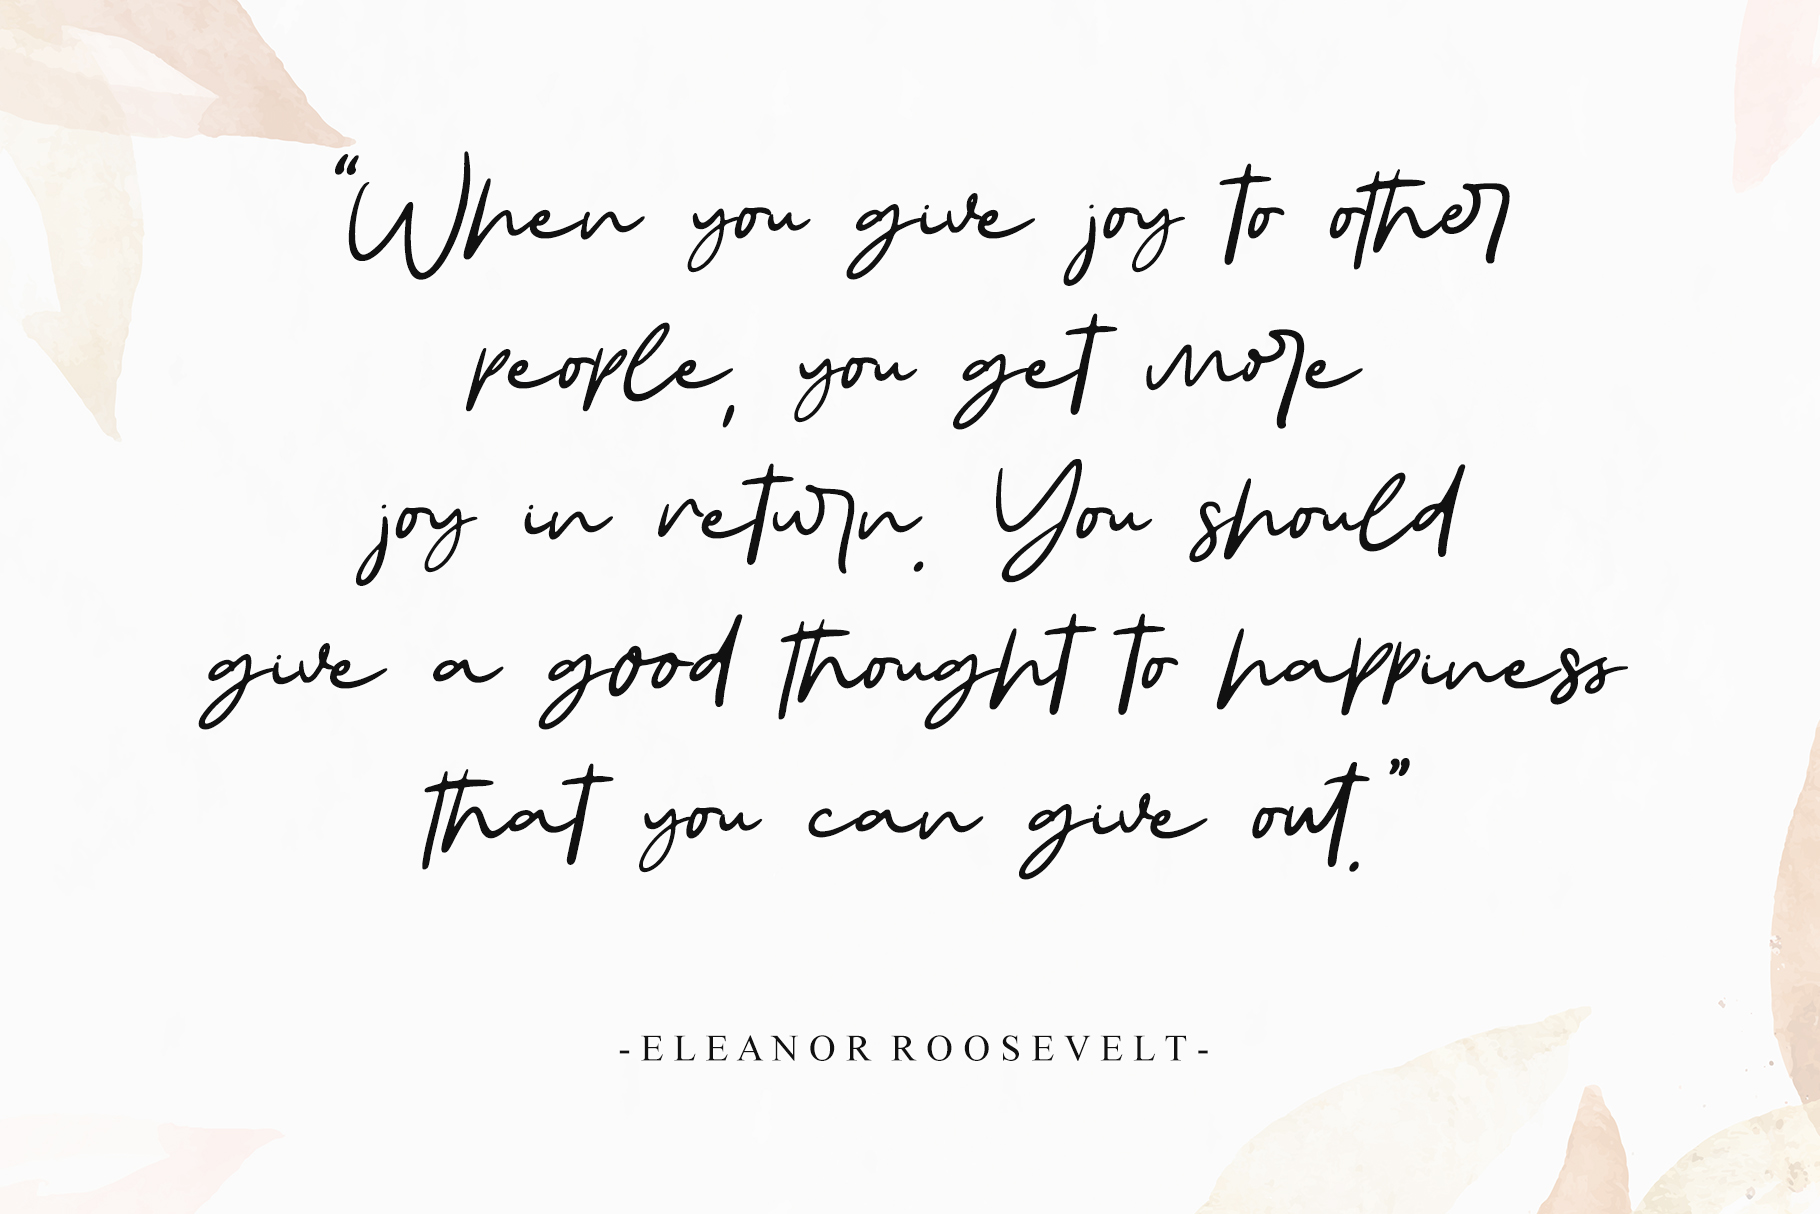 “When you give joy to other
people, you get more
joy in return. You should
give a good thought to happiness
that you can give out.”
-ELEANOR ROOSEVELT-